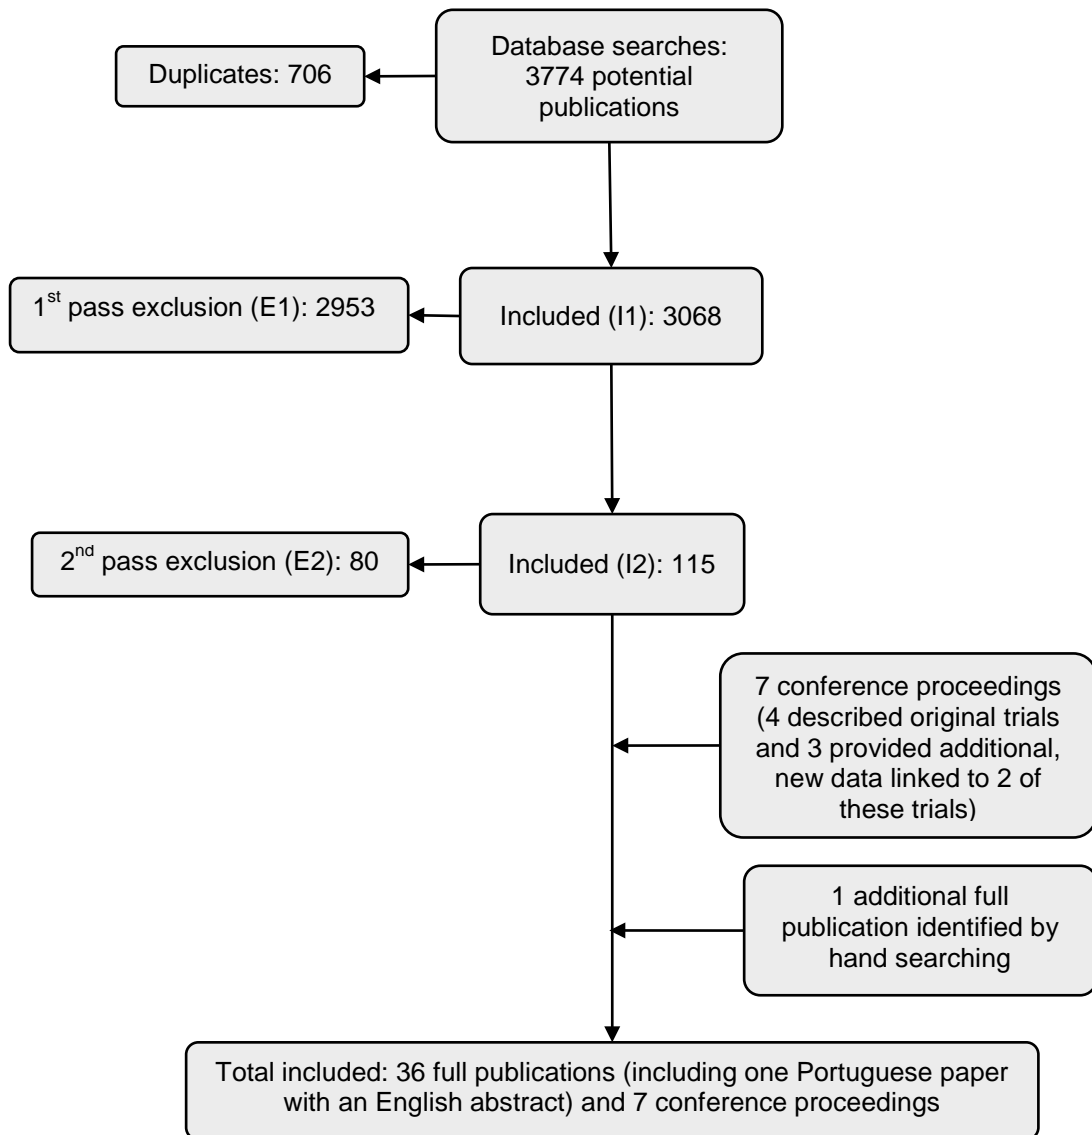 Database searches:
3774 potential
publications
Duplicates: 706
Included (I1): 3068
1st pass exclusion (E1): 2953
Included (I2): 115
2nd pass exclusion (E2): 80
7 conference proceedings
(4 described original trials
and 3 provided additional,
new data linked to 2 of
these trials)
1 additional full
publication identified by
hand searching
Total included: 36 full publications (including one Portuguese paper
with an English abstract) and 7 conference proceedings